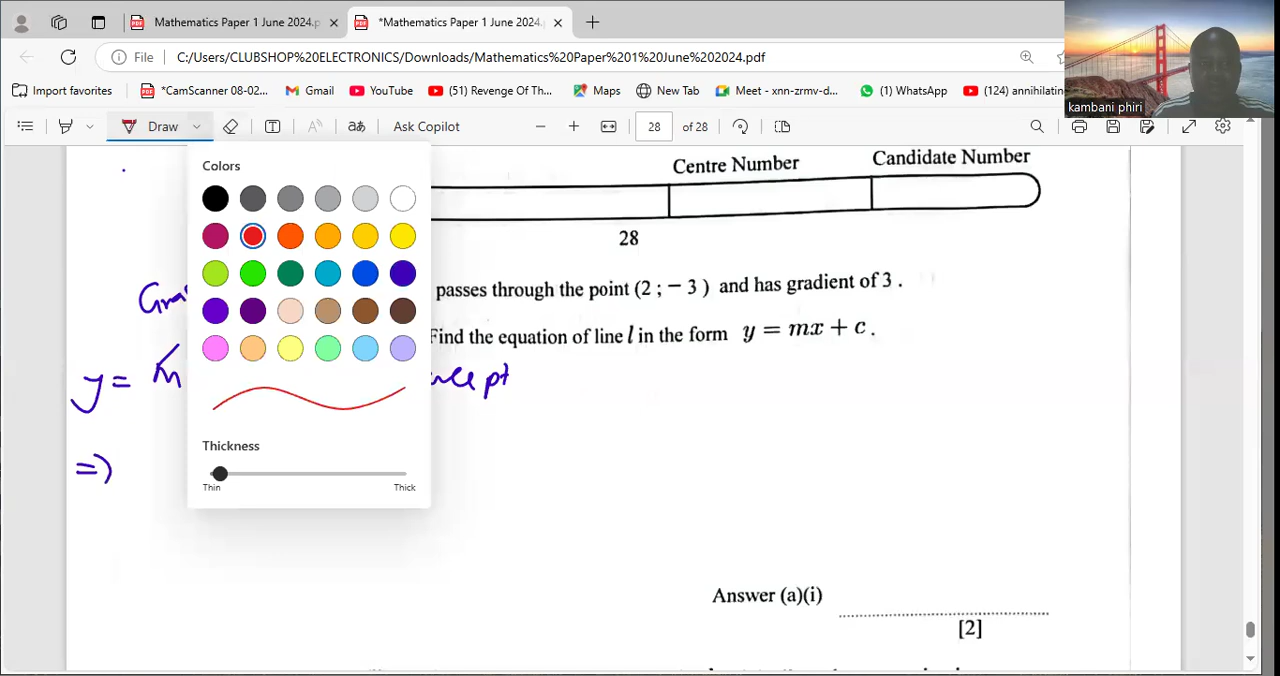 Mathematics Paper 1 June 2024.p
*Mathematics Paper 1 June 2024.
File C:/Users/CLUBSHOP%20ELECTRONICS/Downloads/Mathematics%20Paper%201%20June%202024.pdf
Import favorites *CamScanner 08-02... Gmail YouTube (51) Revenge Of Th... Maps New Tab Meet - xnn-zrmv-d... (1) WhatsApp (124) annihilatin
kambani phiri
Draw aあ Ask Copilot 28 of 28
Colors
Thickness
Thin Thick
Centre Number Candidate Number
28
passes through the point (2 ; − 3 ) and has gradient of 3 .
Find the equation of line l in the form y = mx + c .
Gra
y = m cept
=>
Answer (a)(i)
[2]